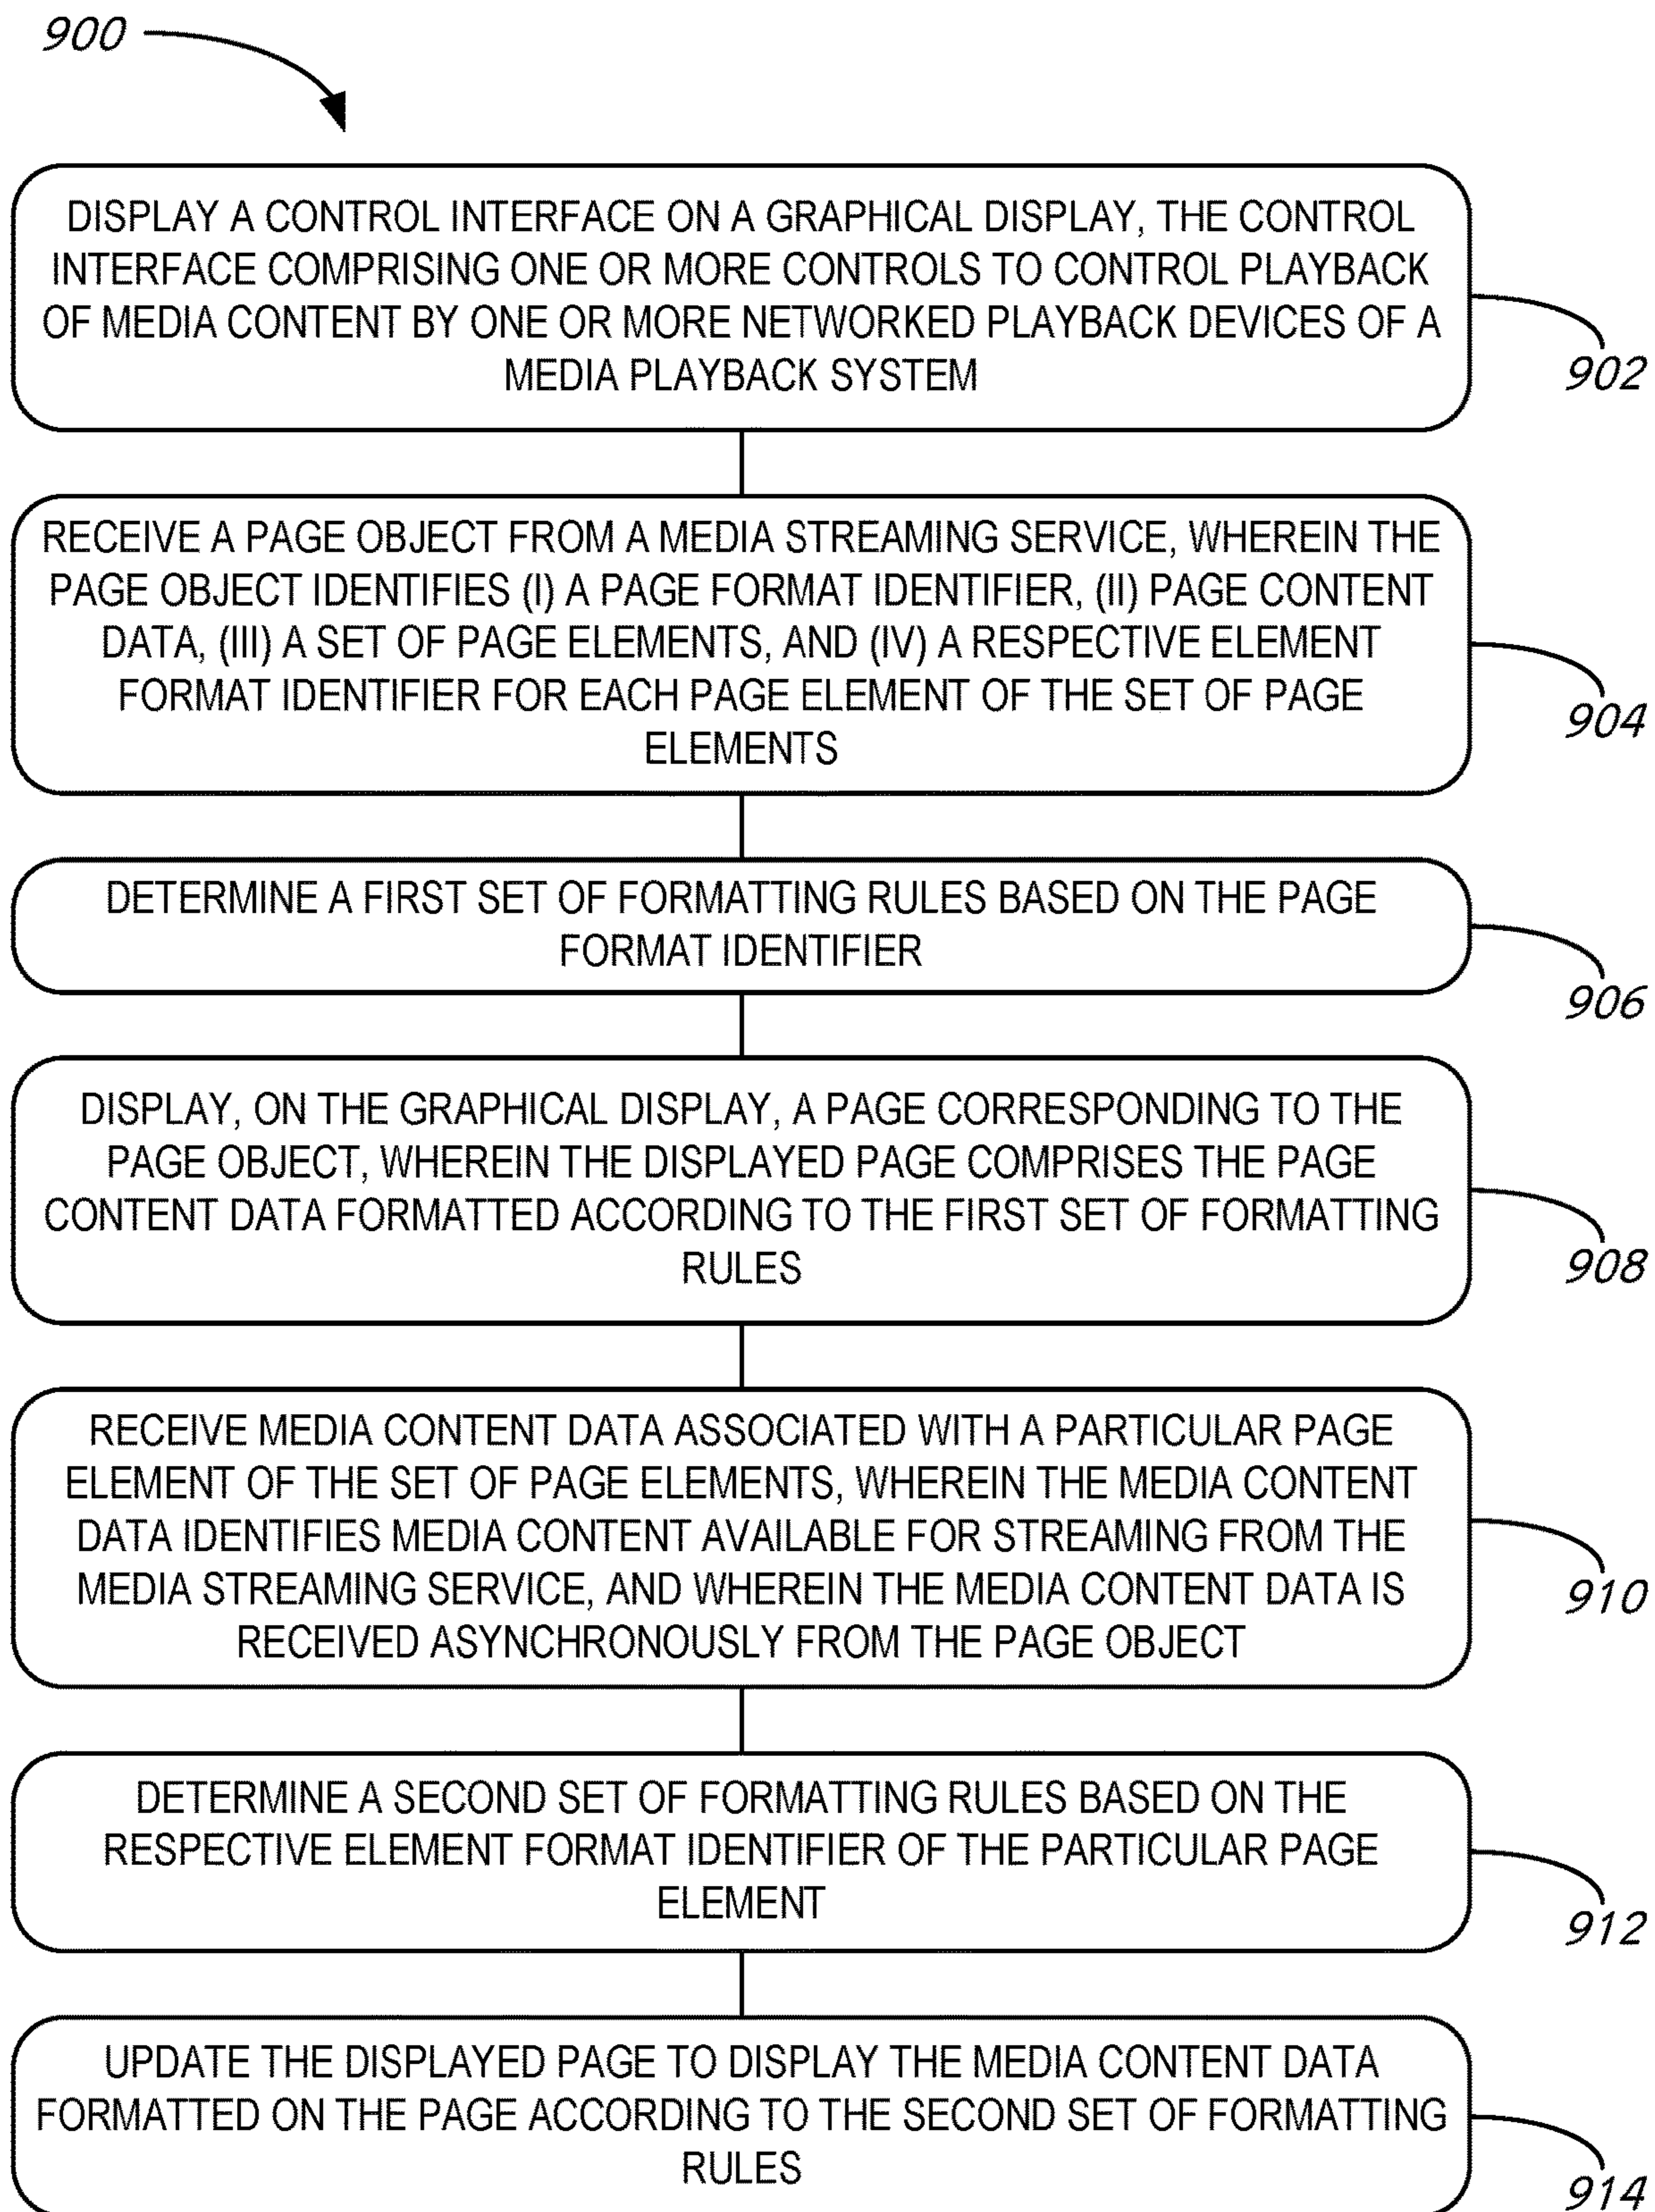 900
DISPLAY A CONTROL INTERFACE ON A GRAPHICAL DISPLAY, THE CONTROL
INTERFACE COMPRISING ONE OR MORE CONTROLS TO CONTROL PLAYBACK
OF MEDIA CONTENT BY ONE OR MORE NETWORKED PLAYBACK DEVICES OF A
MEDIA PLAYBACK SYSTEM
902
RECEIVE A PAGE OBJECT FROM A MEDIA STREAMING SERVICE, WHEREIN THE
PAGE OBJECT IDENTIFIES (I) A PAGE FORMAT IDENTIFIER, (II) PAGE CONTENT
DATA, (III) A SET OF PAGE ELEMENTS, AND (IV) A RESPECTIVE ELEMENT
FORMAT IDENTIFIER FOR EACH PAGE ELEMENT OF THE SET OF PAGE
ELEMENTS
904
DETERMINE A FIRST SET OF FORMATTING RULES BASED ON THE PAGE
FORMAT IDENTIFIER
906
DISPLAY, ON THE GRAPHICAL DISPLAY, A PAGE CORRESPONDING TO THE
PAGE OBJECT, WHEREIN THE DISPLAYED PAGE COMPRISES THE PAGE
CONTENT DATA FORMATTED ACCORDING TO THE FIRST SET OF FORMATTING
RULES
908
RECEIVE MEDIA CONTENT DATA ASSOCIATED WITH A PARTICULAR PAGE
ELEMENT OF THE SET OF PAGE ELEMENTS, WHEREIN THE MEDIA CONTENT
DATA IDENTIFIES MEDIA CONTENT AVAILABLE FOR STREAMING FROM THE
MEDIA STREAMING SERVICE, AND WHEREIN THE MEDIA CONTENT DATA IS
RECEIVED ASYNCHRONOUSLY FROM THE PAGE OBJECT
910
DETERMINE A SECOND SET OF FORMATTING RULES BASED ON THE
RESPECTIVE ELEMENT FORMAT IDENTIFIER OF THE PARTICULAR PAGE
ELEMENT
912
UPDATE THE DISPLAYED PAGE TO DISPLAY THE MEDIA CONTENT DATA
FORMATTED ON THE PAGE ACCORDING TO THE SECOND SET OF FORMATTING
RULES
914